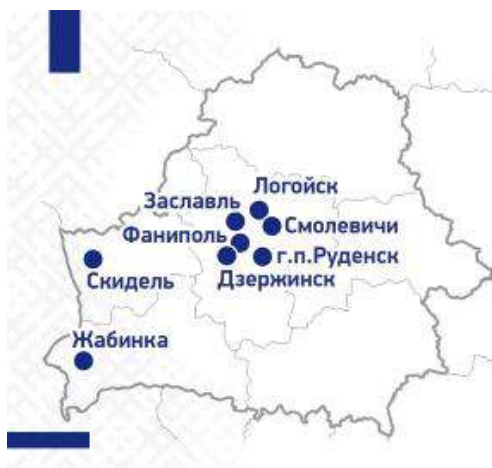 Логойск
Заславль
Смолевичи
Фаниполь
г.п.Руденск
Скидель
Дзержинск
Жабинка